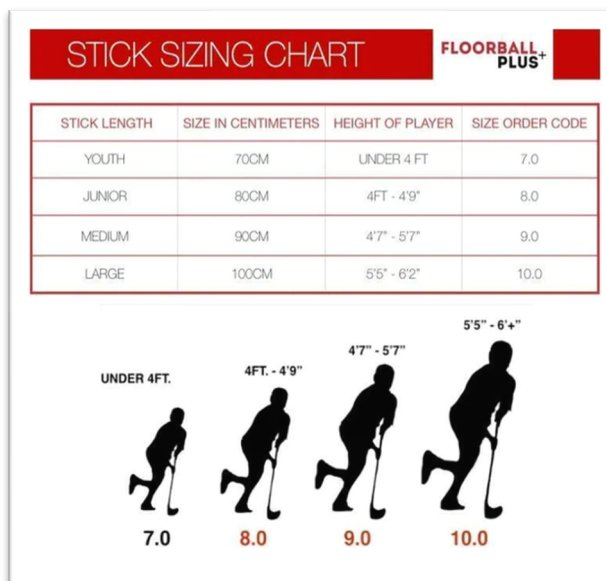 STICK SIZING CHART
FLOORBALL
PLUS+
STICK LENGTH SIZE IN CENTIMETERS HEIGHT OF PLAYER SIZE ORDER CODE
YOUTH 70CM UNDER 4 FT 7.0
JUNIOR 80CM 4FT - 4'9" 8.0
MEDIUM 90CM 4'7" - 5'7" 9.0
LARGE 100CM 5'5" - 6'2" 10.0
UNDER 4FT.
4FT. - 4'9"
4'7" - 5'7"
5'5" - 6'+"
7.0 8.0 9.0 10.0